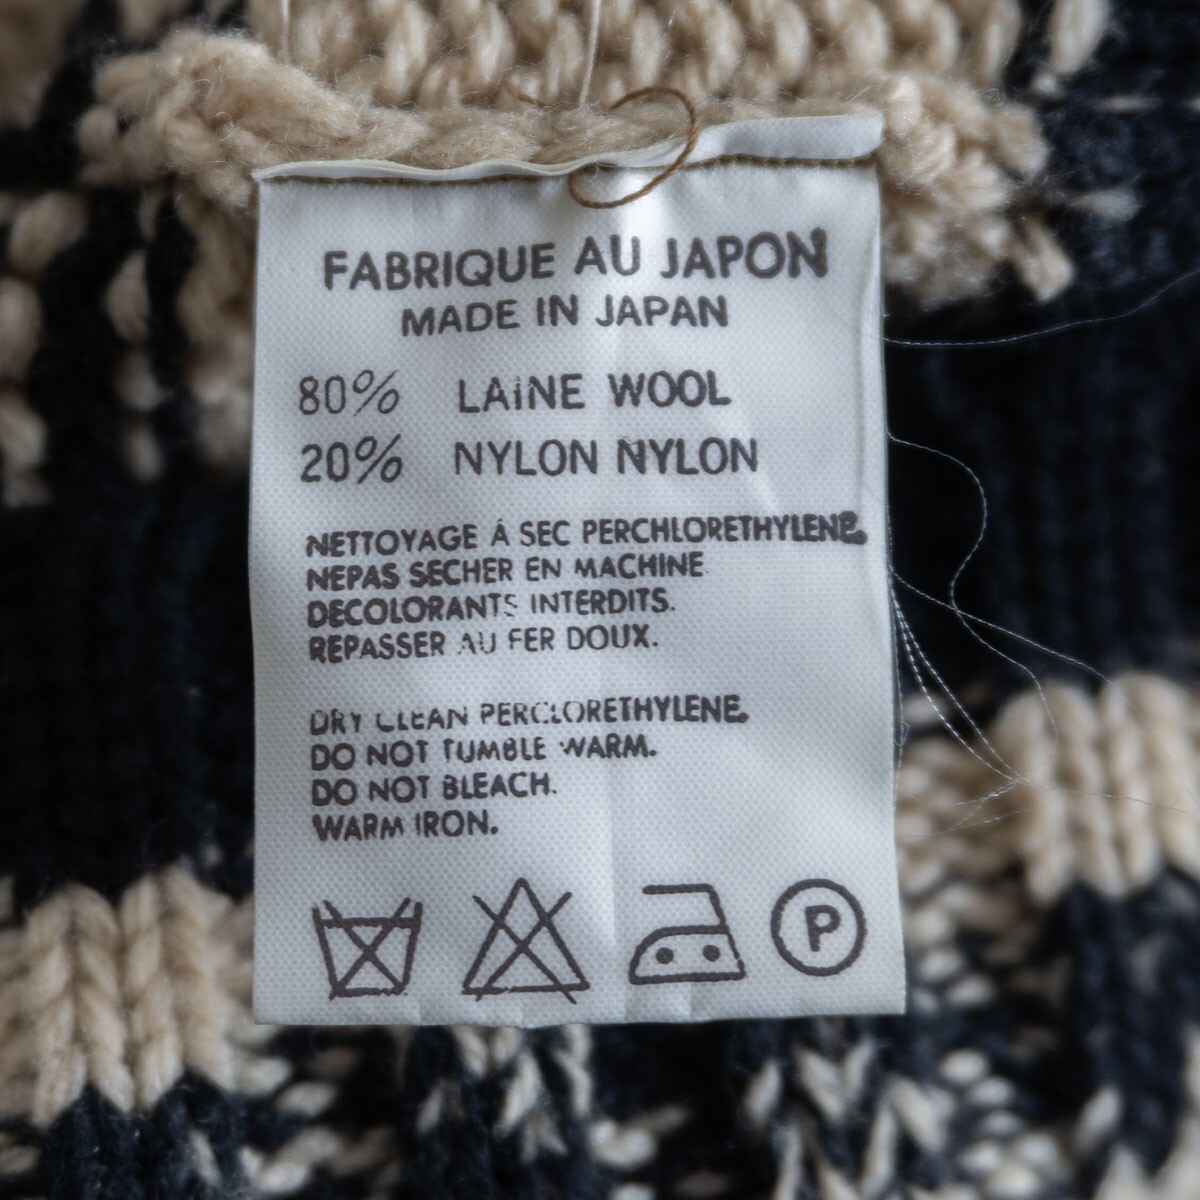 FABRIQUE AU JAPON
MADE IN JAPAN
80% LAINE WOOL
20% NYLON NYLON
NETTOYAGE À SEC PERCHLORETHYLENE.
NEPAS SECHER EN MACHINE
DECOLORANTS INTERDITS.
REPASSER AU FER DOUX.
DRY CLEAN PERCLORETHYLENE.
DO NOT TUMBLE WARM.
DO NOT BLEACH.
WARM IRON.
P